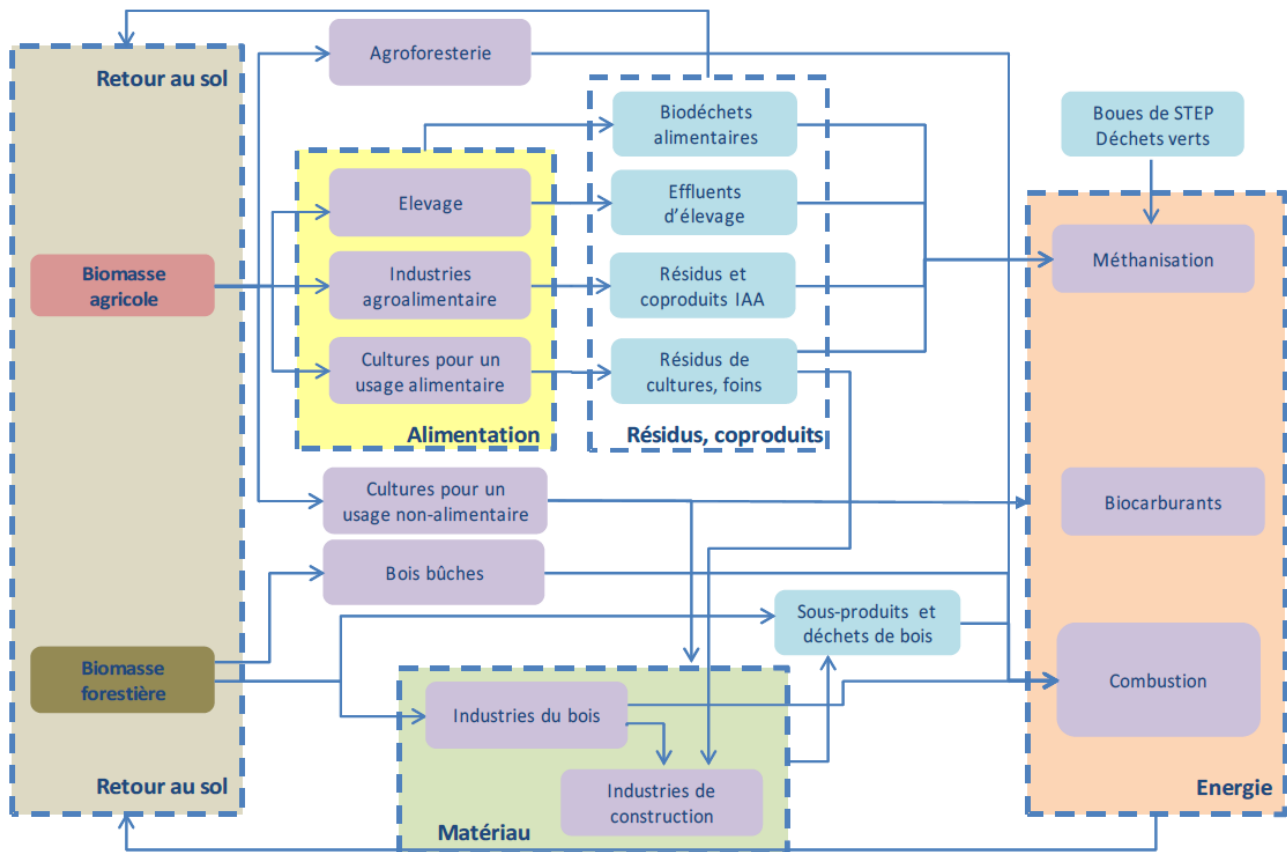 Retour au sol
Agroforesterie
Biodéchets
alimentaires
Boues de STEP
Déchets verts
Elevage
Effluents
d'élevage
Biomasse
agricole
Industries
agroalimentaire
Résidus et
coproduits IAA
Méthanisation
Cultures pour un
usage alimentaire
Résidus de
cultures, foins
Alimentation
Résidus, coproduits
Cultures pour un
usage non-alimentaire
Biocarburants
Bois bûches
Sous-produits et
déchets de bois
Biomasse
forestière
Combustion
Industries du bois
Retour au sol
Industries de
construction
Matériau
Energie